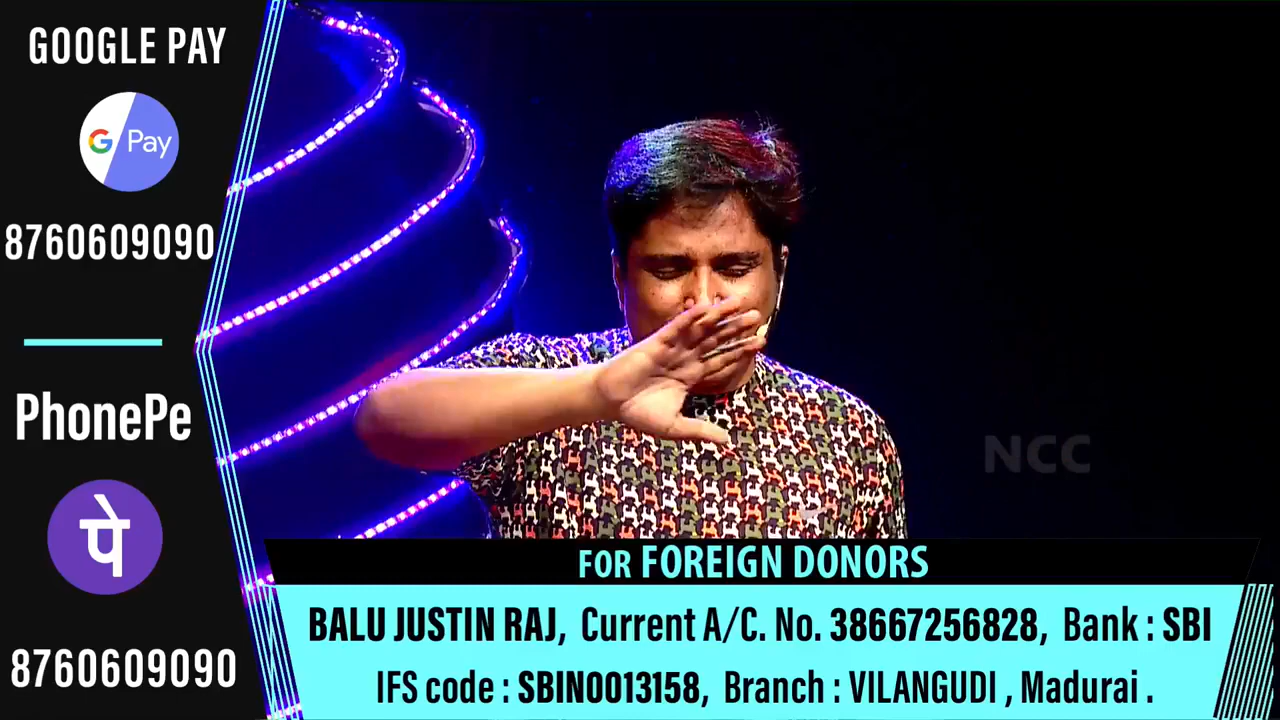 GOOGLE PAY
G Pay
8760609090
PhonePe
पे
8760609090
NCC
FOR FOREIGN DONORS
BALU JUSTIN RAJ, Current A/C. No. 38667256828, Bank : SBI
IFS code : SBIN0013158, Branch : VILANGUDI , Madurai .